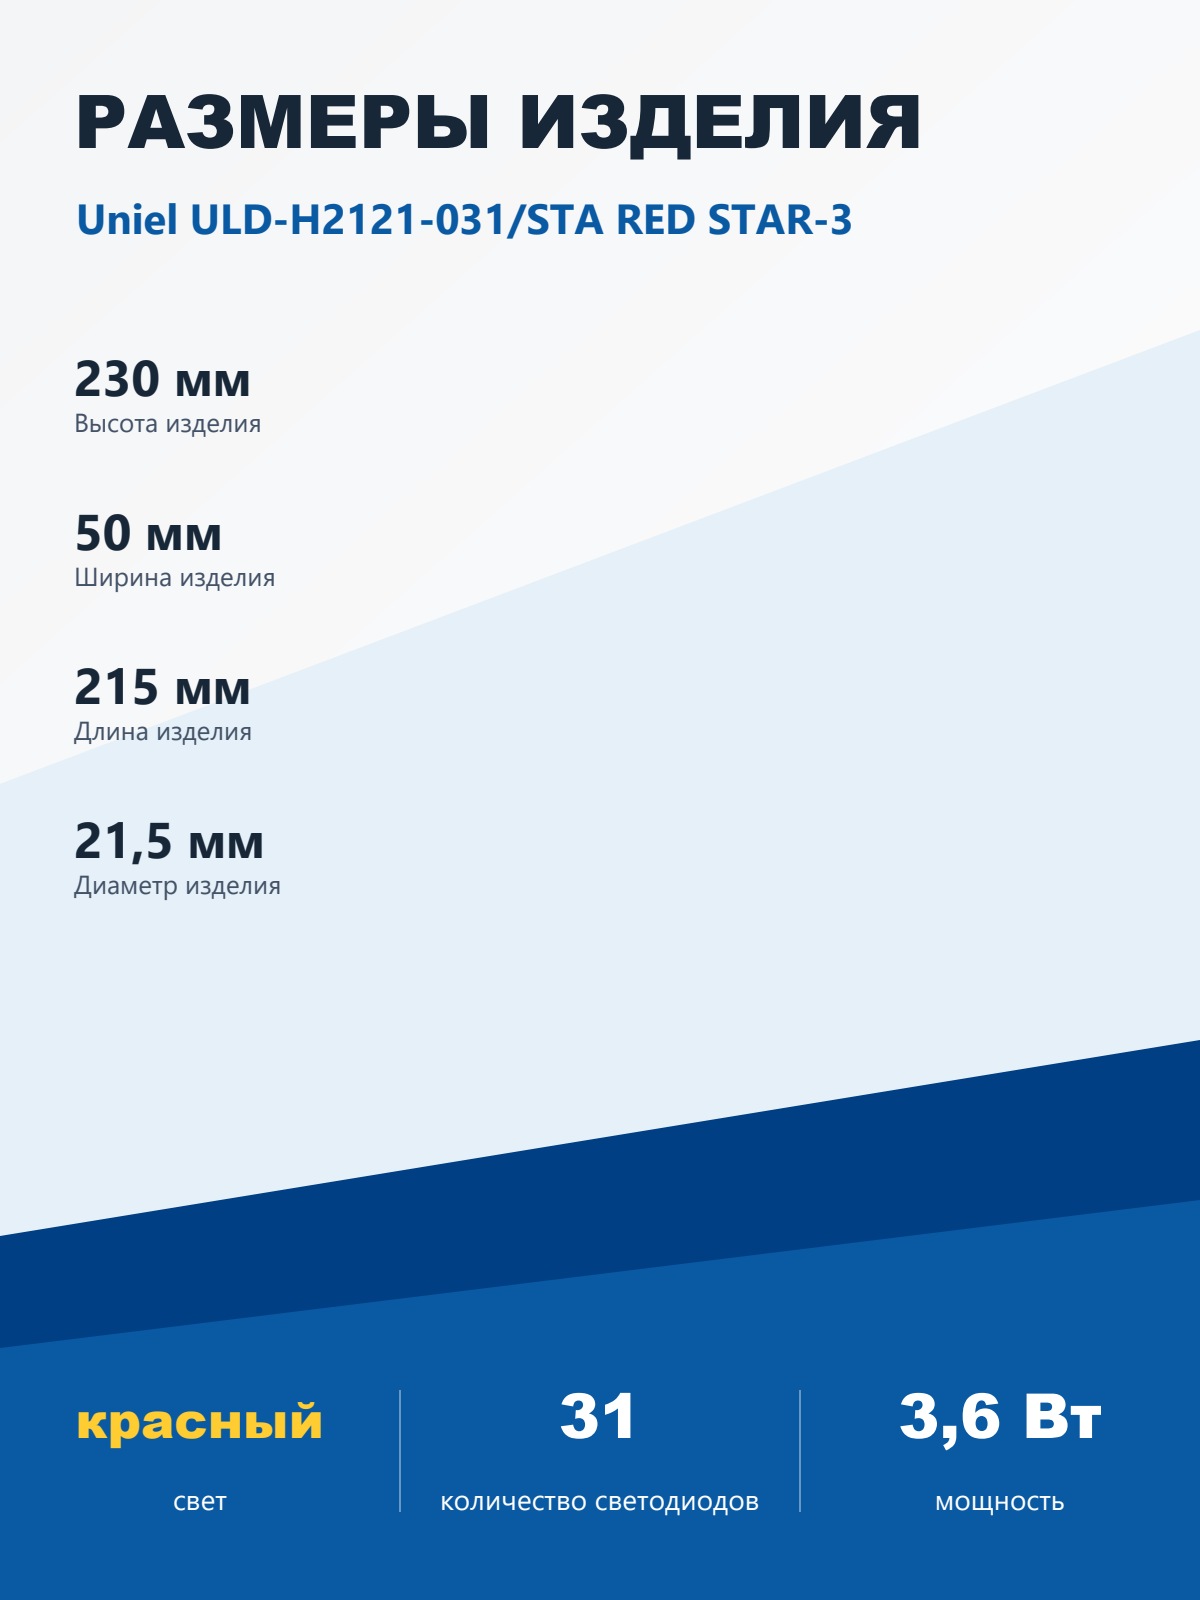 РАЗМЕРЫ ИЗДЕЛИЯ
Uniel ULD-H2121-031/STA RED STAR-3
230 мм
Высота изделия
50 мм
Ширина изделия
215 мм
Длина изделия
21,5 мм
Диаметр изделия
красный
свет
31
количество светодиодов
3,6 Вт
мощность